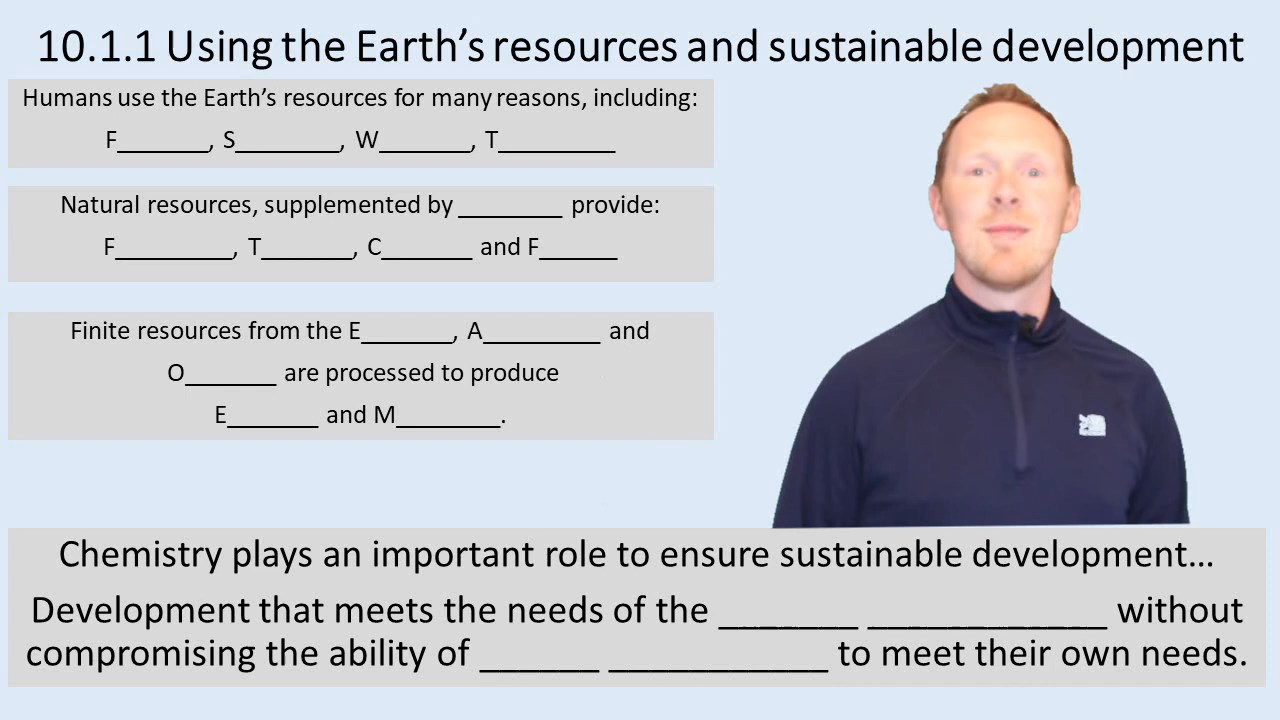 10.1.1 Using the Earth’s resources and sustainable development
Humans use the Earth’s resources for many reasons, including:
F_______, S________, W_______, T_________
Natural resources, supplemented by ________ provide:
F_________, T_______, C_______ and F______
Finite resources from the E_______, A_________ and
O_______ are processed to produce
E_______ and M________.
Chemistry plays an important role to ensure sustainable development…
Development that meets the needs of the _______ ____________ without
compromising the ability of ______ ___________ to meet their own needs.